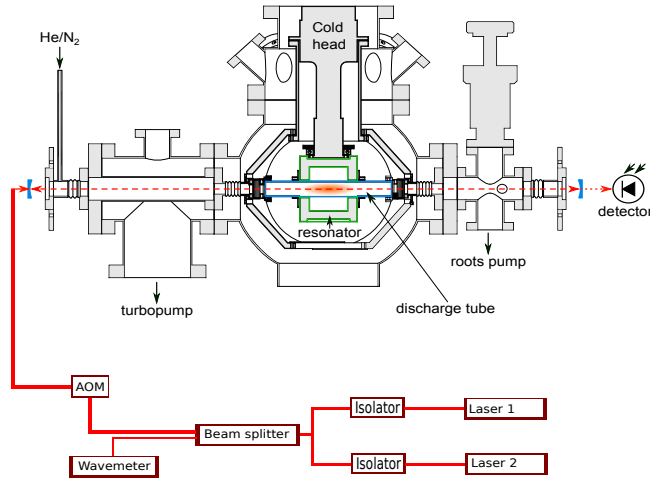 He/N₂
Cold
head
detector
resonator
roots pump
turbopump
discharge tube
AOM
Isolator
Laser 1
Beam splitter
Wavemeter
Isolator
Laser 2